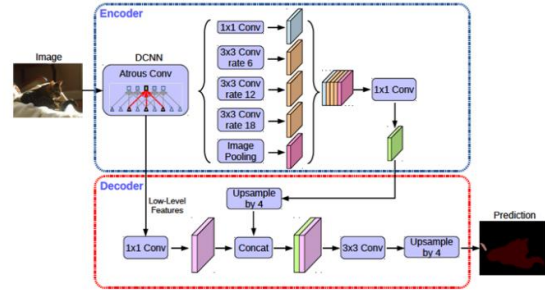 Encoder
Image
DCNN
Atrous Conv
1x1 Conv
3x3 Conv
rate 6
3x3 Conv
rate 12
3x3 Conv
rate 18
Image
Pooling
1x1 Conv
Decoder
Low-Level
Features
Upsample
by 4
1x1 Conv
Concat
3x3 Conv
Upsample
by 4
Prediction